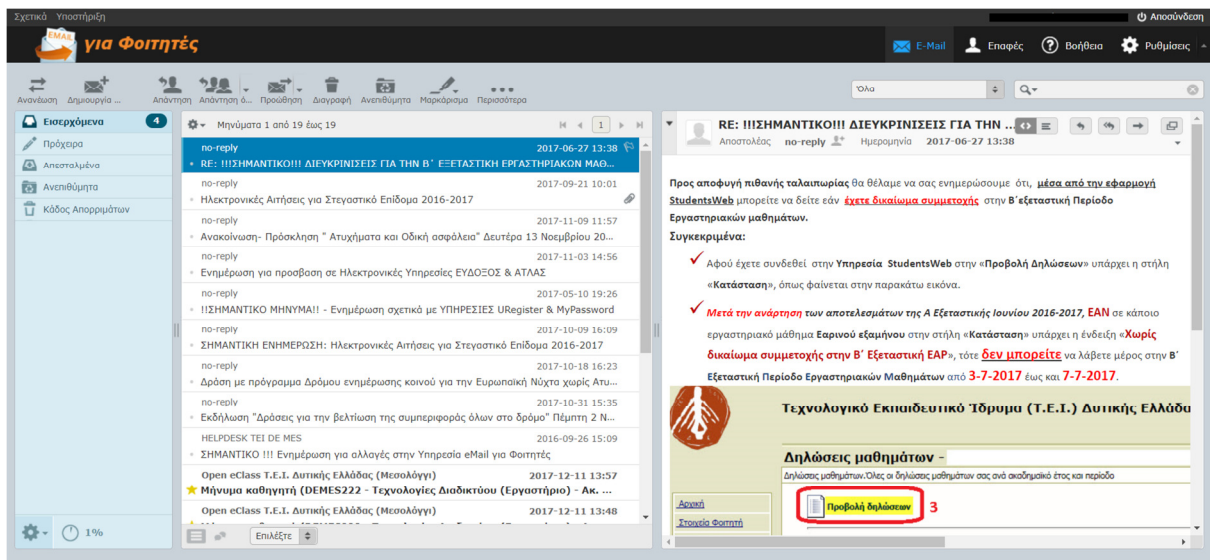 Σχετικά Υποστήριξη
Αποσύνδεση
EMAIL για Φοιτητές
E-Mail Επαφές Βοήθεια Ρυθμίσεις
Ανανέωση Δημιουργία ... Απάντηση Απάντηση ό... Προώθηση Διαγραφή Ανεπιθύμητα Μαρκάρισμα Περισσότερα
Όλα
Εισερχόμενα 4
Πρόχειρα
Απεσταλμένα
Ανεπιθύμητα
Κάδος Απορριμάτων
1%
Μηνύματα 1 από 19 έως 19 1
no-reply 2017-06-27 13:38
RE: !!!ΣΗΜΑΝΤΙΚΟ!!! ΔΙΕΥΚΡΙΝΙΣΕΙΣ ΓΙΑ ΤΗΝ Β΄ ΕΞΕΤΑΣΤΙΚΗ ΕΡΓΑΣΤΗΡΙΑΚΩΝ ΜΑΘ...
no-reply 2017-09-21 10:01
Ηλεκτρονικές Αιτήσεις για Στεγαστικό Επίδομα 2016-2017
no-reply 2017-11-09 11:57
Ανακοίνωση- Πρόσκληση " Ατυχήματα και Οδική ασφάλεια" Δευτέρα 13 Νοεμβρίου 20...
no-reply 2017-11-03 14:56
Ενημέρωση για προσβαση σε Ηλεκτρονικές Υπηρεσίες ΕΥΔΟΞΟΣ & ΑΤΛΑΣ
no-reply 2017-05-10 19:26
!!ΣΗΜΑΝΤΙΚΟ ΜΗΝΥΜΑ!! - Ενημέρωση σχετικά με ΥΠΗΡΕΣΙΕΣ URegister & MyPassword
no-reply 2017-10-09 16:09
ΣΗΜΑΝΤΙΚΗ ΕΝΗΜΕΡΩΣΗ: Ηλεκτρονικές Αιτήσεις για Στεγαστικό Επίδομα 2016-2017
no-reply 2017-10-18 16:23
Δράση με πρόγραμμα Δρόμου ενημέρωσης κοινού για την Ευρωπαϊκή Νύχτα χωρίς Ατυ...
no-reply 2017-10-31 15:35
Εκδήλωση "Δράσεις για την βελτίωση της συμπεριφοράς όλων στο δρόμο" Πέμπτη 2 Ν...
HELPDESK TEI DE MES 2016-09-26 15:09
ΣΗΜΑΝΤΙΚΟ !!! Ενημέρωση για αλλαγές στην Υπηρεσία eMail για Φοιτητές
Open eClass Τ.Ε.Ι. Δυτικής Ελλάδας (Μεσολόγγι) 2017-12-11 13:57
Μήνυμα καθηγητή (DEMES222 - Τεχνολογίες Διαδικτύου (Εργαστήριο) - Ακ. ...
Open eClass Τ.Ε.Ι. Δυτικής Ελλάδας (Μεσολόγγι) 2017-12-11 13:48
Επιλέξτε
RE: !!!ΣΗΜΑΝΤΙΚΟ!!! ΔΙΕΥΚΡΙΝΙΣΕΙΣ ΓΙΑ ΤΗΝ ...
Αποστολέας no-reply Ημερομηνία 2017-06-27 13:38
Προς αποφυγή πιθανής ταλαιπωρίας θα θέλαμε να σας ενημερώσουμε ότι, μέσα από την εφαρμογή
StudentsWeb μπορείτε να δείτε εάν έχετε δικαίωμα συμμετοχής στην Β΄εξεταστική Περίοδο
Εργαστηριακών μαθημάτων.
Συγκεκριμένα:
Αφού έχετε συνδεθεί στην Υπηρεσία StudentsWeb στην «Προβολή Δηλώσεων» υπάρχει η στήλη
«Κατάσταση», όπως φαίνεται στην παρακάτω εικόνα.
Μετά την ανάρτηση των αποτελεσμάτων της Α Εξεταστικής Ιουνίου 2016-2017, ΕΑΝ σε κάποιο
εργαστηριακό μάθημα Εαρινού εξαμήνου στην στήλη «Κατάσταση» υπάρχει η ένδειξη «Χωρίς
δικαίωμα συμμετοχής στην Β΄ Εξεταστική ΕΑΡ», τότε δεν μπορείτε να λάβετε μέρος στην Β΄
Εξεταστική Περίοδο Εργαστηριακών Μαθημάτων από 3-7-2017 έως και 7-7-2017.
Τεχνολογικό Εκπαιδευτικό Ίδρυμα (Τ.Ε.Ι.) Δυτικής Ελλάδα
Δηλώσεις μαθημάτων -
Δηλώσεις μαθημάτων.Όλες οι δηλώσεις μαθημάτων σας ανά ακαδημαϊκό έτος και περίοδο
Αρχική
Στοιχεία Φοιτητή
Προβολή δηλώσεων 3